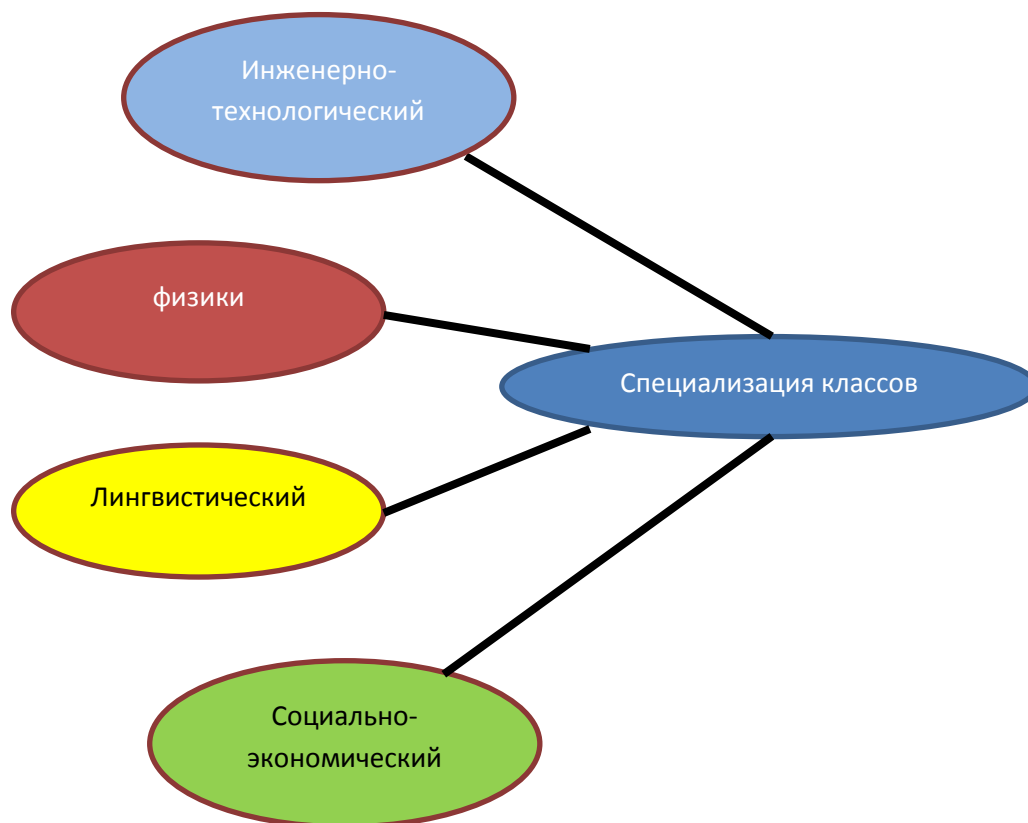 Инженерно-
технологический
физики
Специализация классов
Лингвистический
Социально-
экономический